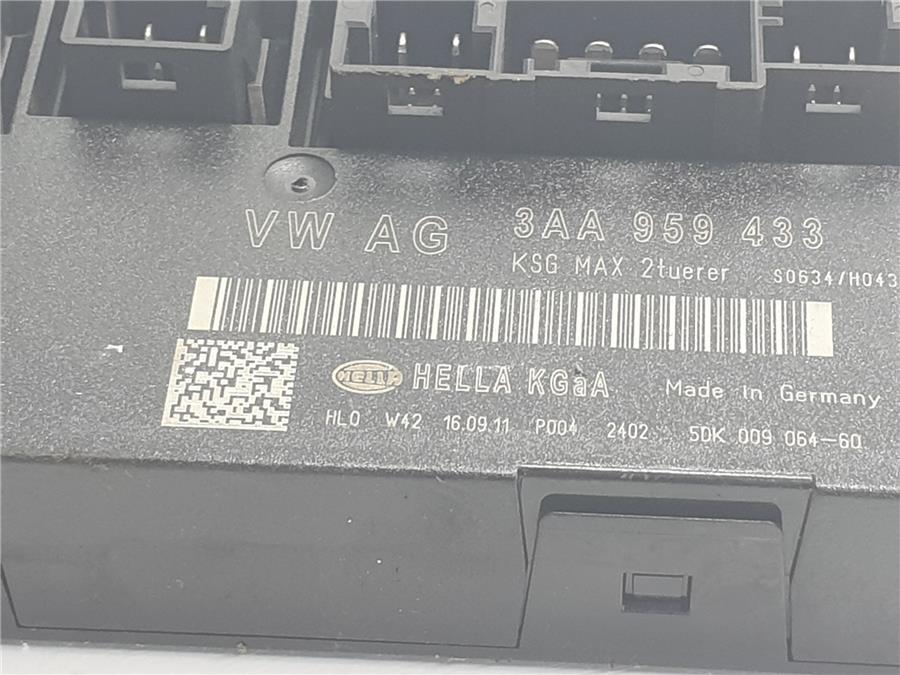 VW AG 3AA 959 433
KSG MAX 2tuerer S0634/H043
HELLA HELLA KGaA Made in Germany
HLO W42 16.09.11 P004 2402 5DK 009 064-60